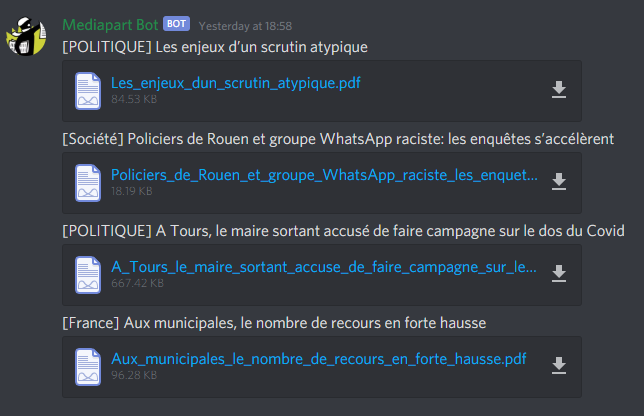 Mediapart Bot BOT Yesterday at 18:58
[POLITIQUE] Les enjeux d'un scrutin atypique
Les_enjeux_dun_scrutin_atypique.pdf
84.53 KB
[Société] Policiers de Rouen et groupe WhatsApp raciste: les enquêtes s'accélèrent
Policiers_de_Rouen_et_groupe_WhatsApp_raciste_les_enquet...
18.19 KB
[POLITIQUE] A Tours, le maire sortant accusé de faire campagne sur le dos du Covid
A_Tours_le_maire_sortant_accuse_de_faire_campagne_sur_le...
667.42 KB
[France] Aux municipales, le nombre de recours en forte hausse
Aux_municipales_le_nombre_de_recours_en_forte_hausse.pdf
96.28 KB